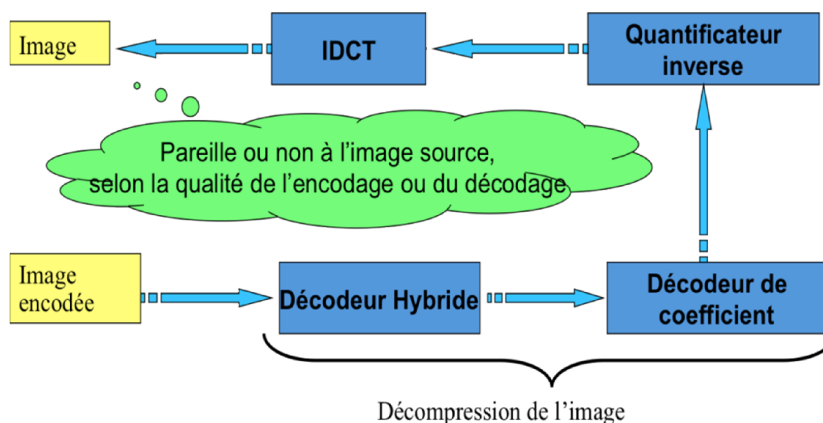 Image
IDCT
Quantificateur
inverse
Pareille ou non à l'image source,
selon la qualité de l'encodage ou du décodage
Image
encodée
Décodeur Hybride
Décodeur de
coefficient
Décompression de l'image